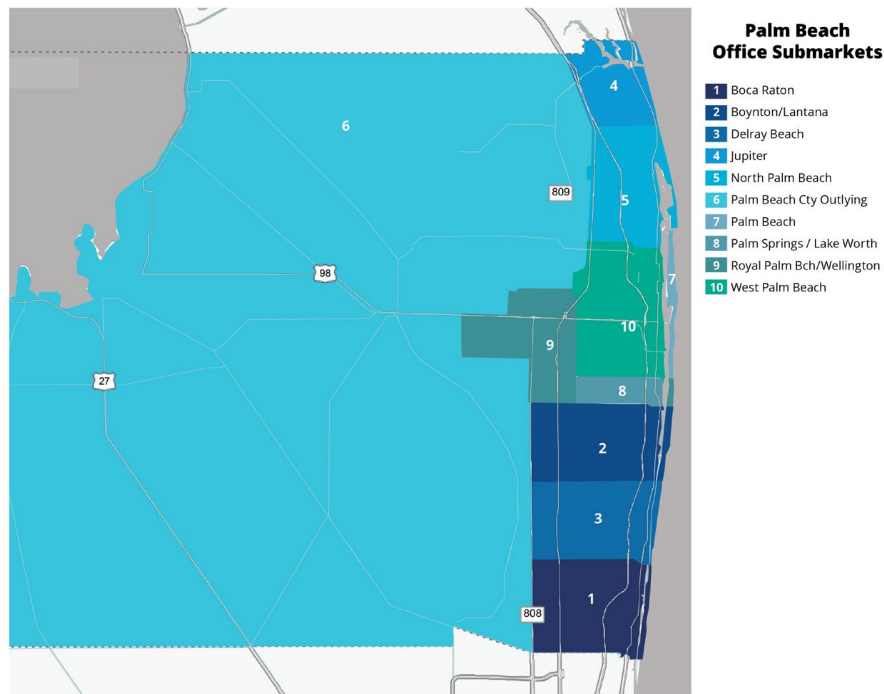 Palm Beach
Office Submarkets
1 Boca Raton
2 Boynton/Lantana
3 Delray Beach
4 Jupiter
5 North Palm Beach
6 Palm Beach Cty Outlying
7 Palm Beach
8 Palm Springs / Lake Worth
9 Royal Palm Bch/Wellington
10 West Palm Beach
4
6
809
5
98
7
10
9
27
8
2
3
1
808